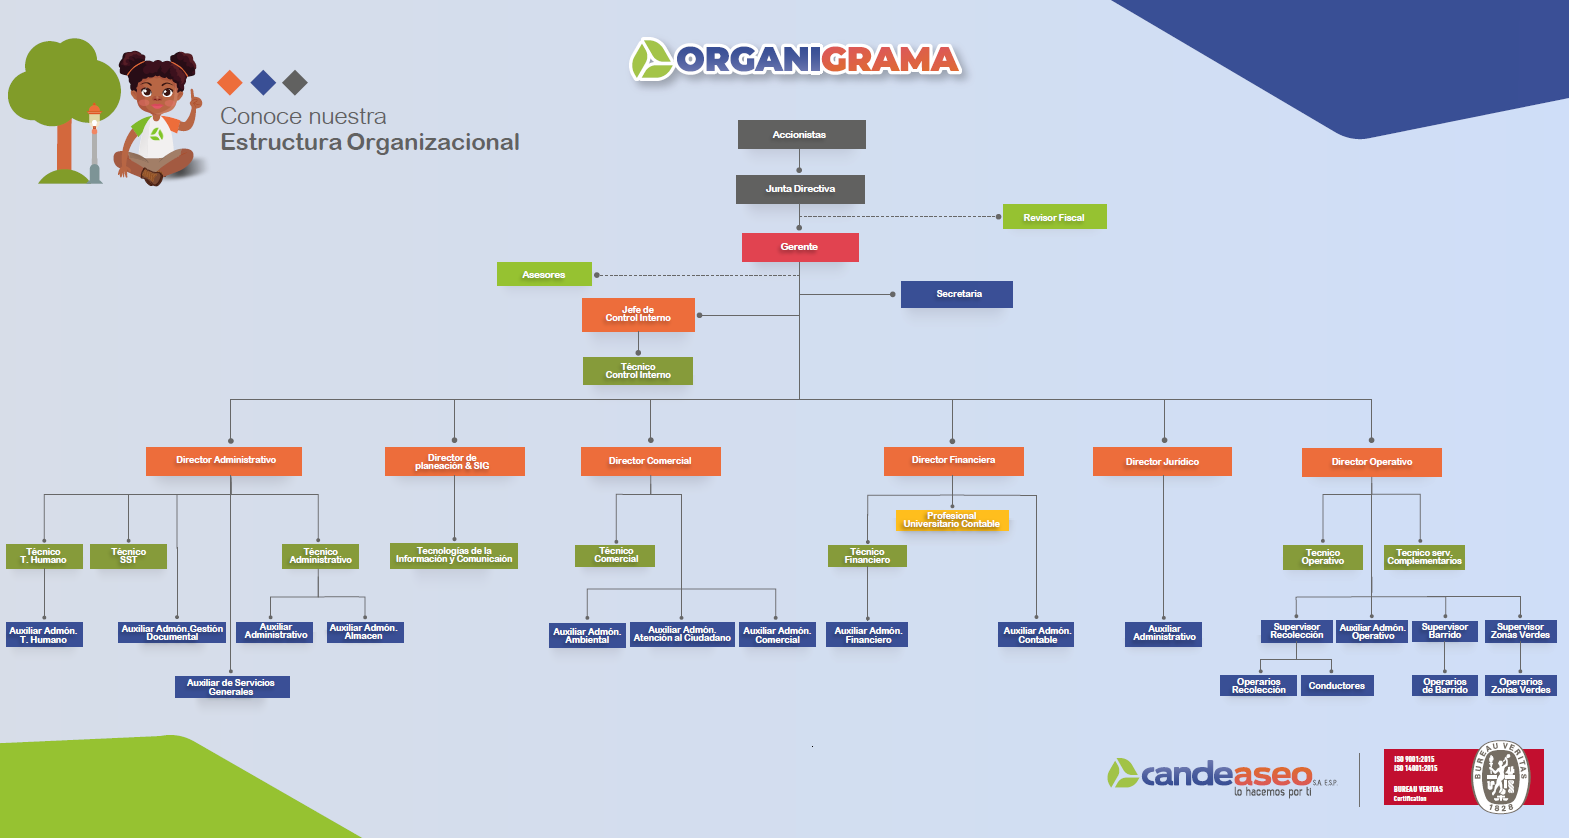 ORGANIGRAMA
Conoce nuestra
Estructura Organizacional
Accionistas
Junta Directiva
Revisor Fiscal
Gerente
Asesores
Secretaria
Jefe de
Control Interno
Técnico
Control Interno
Director Administrativo
Director de
planeación & SIG
Director Comercial
Director Financiera
Director Jurídico
Director Operativo
Profesional
Universitario Contable
Técnico
T. Humano
Técnico
SST
Técnico
Administrativo
Tecnologías de la
Información y Comunicaión
Técnico
Comercial
Técnico
Financiero
Tecnico
Operativo
Tecnico serv.
Complementarios
Auxiliar Admón.
T. Humano
Auxiliar Admón.Gestión
Documental
Auxiliar
Administrativo
Auxiliar Admón.
Almacen
Auxiliar Admón.
Ambiental
Auxiliar Admón.
Atención al Ciudadano
Auxiliar Admón.
Comercial
Auxiliar Admón.
Financiero
Auxiliar Admón.
Contable
Auxiliar
Administrativo
Supervisor
Recolección
Auxiliar Admón.
Operativo
Supervisor
Barrido
Supervisor
Zonas Verdes
Auxiliar de Servicios
Generales
Operarios
Recolección
Conductores
Operarios
de Barrido
Operarios
Zonas Verdes
candeaseo S.A. E.S.P.
lo hacemos por ti
ISO 9001:2015
ISO 14001:2015
BUREAU VERITAS
Certification
BUREAU VERITAS
1828